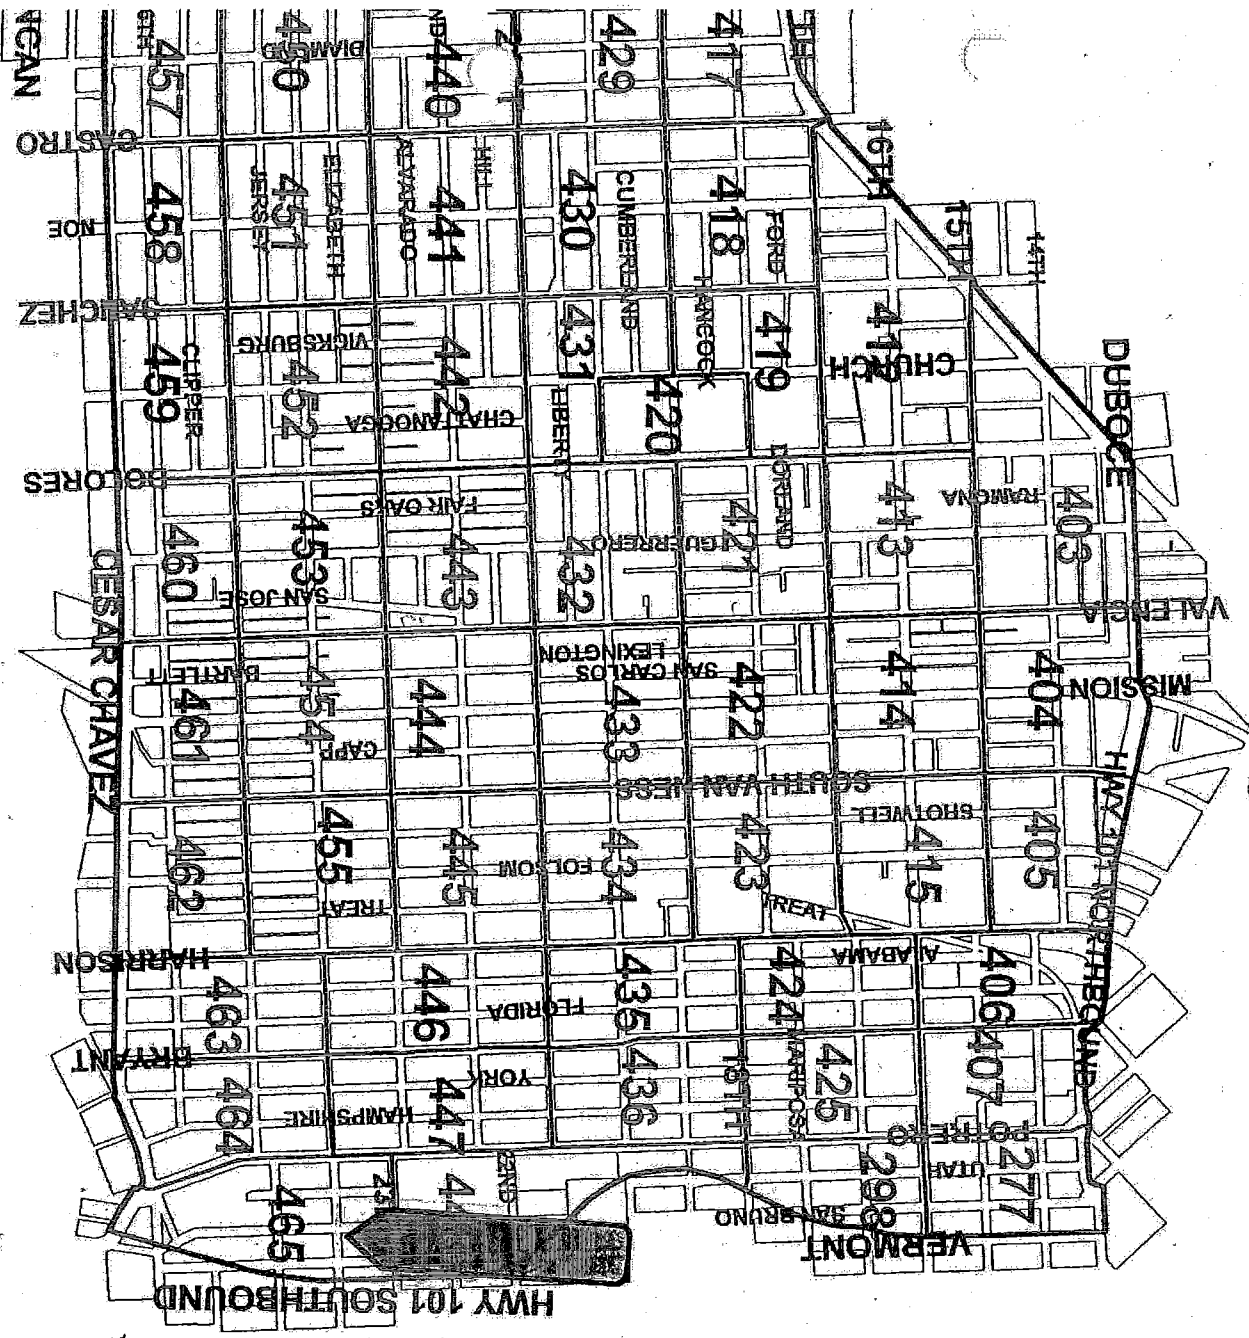 NCAN
457
DIAMOND
450
440
429
417
CASTRO
16TH
NOE
458
JERSEY
451
ELIZABETH
ALVARADO
441
HILL
430
CUMBERLAND
418
FORD
15TH
14TH
SANCHEZ
HANCOCK
459
CLIPPER
VICKSBURG
452
442
CHATTANOOGA
431
LIBERTY
420
419
CHURCH
DUBOCE
DOLORES
FAIR OAKS
DORLAND
413
RAMONA
403
CESAR CHAVEZ
460
453
SAN JOSE
443
432
GUERRERO
421
VALENCIA
LEXINGTON
SAN CARLOS
BARTLETT
461
454
CAPP
444
433
422
414
404
MISSION
SOUTH VAN NESS
SHOTWELL
HWY 101 NORTHBOUND
462
455
TREAT
445
FOLSOM
434
423
TREAT
415
405
HARRISON
463
446
FLORIDA
435
424
ALABAMA
406
BRYANT
464
HAMPSHIRE
447
YORK
436
18TH
MARIPOSA
425
407
POTRERO
465
22ND
SAN BRUNO
298
UTAH
277
VERMONT
HWY 101 SOUTHBOUND